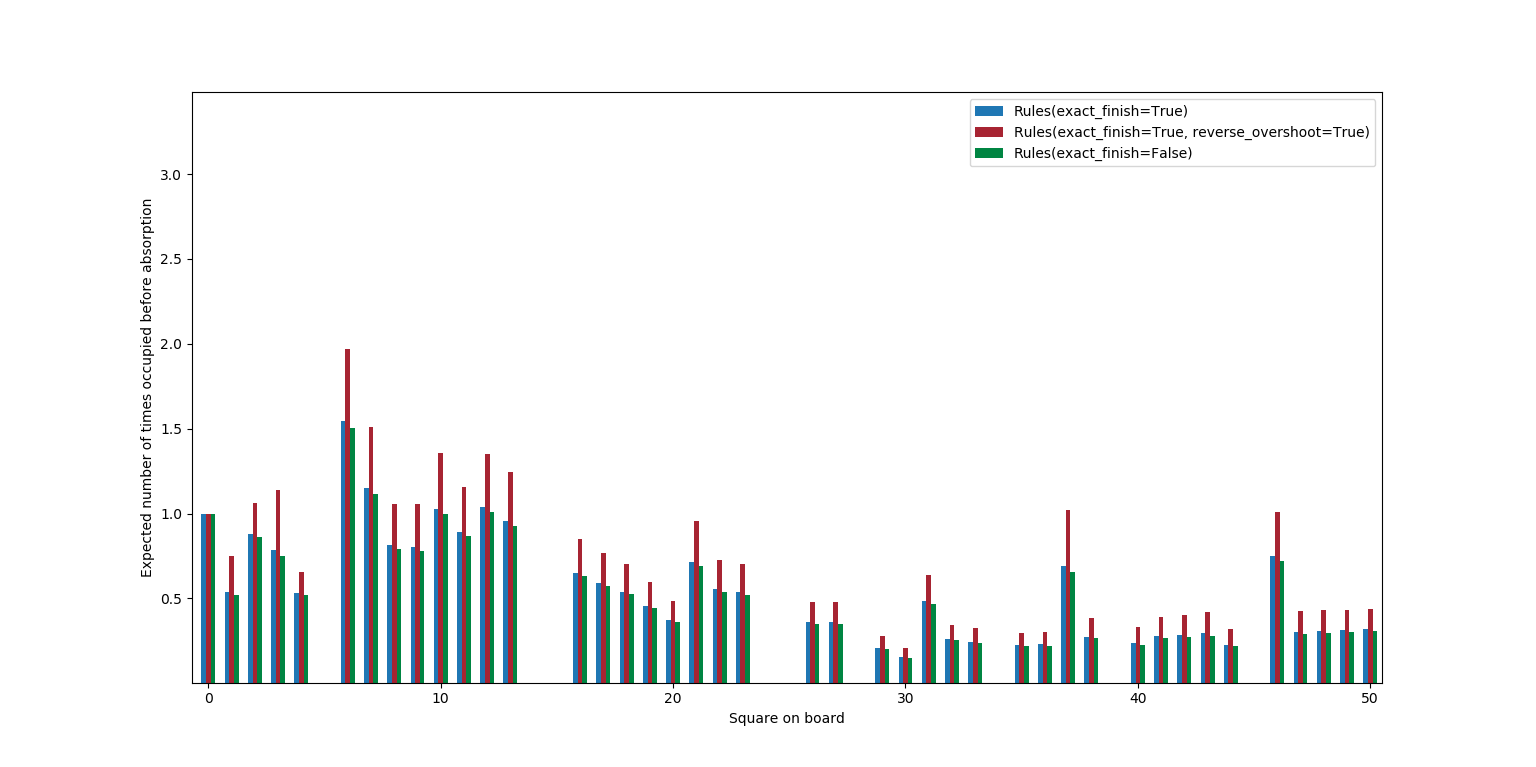 Rules(exact_finish=True)
Rules(exact_finish=True, reverse_overshoot=True)
Rules(exact_finish=False)
3.0
2.5
2.0
1.5
1.0
0.5
Expected number of times occupied before absorption
0 10 20 30 40 50
Square on board